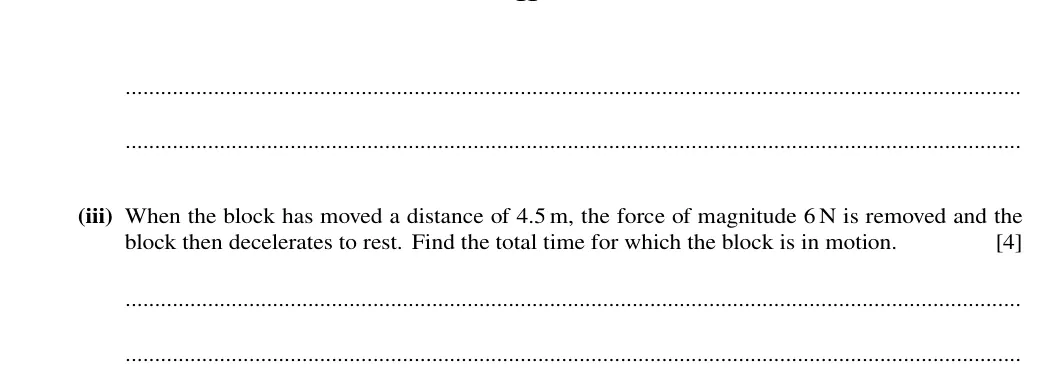 (iii) When the block has moved a distance of 4.5 m, the force of magnitude 6 N is removed and the
block then decelerates to rest. Find the total time for which the block is in motion. [4]